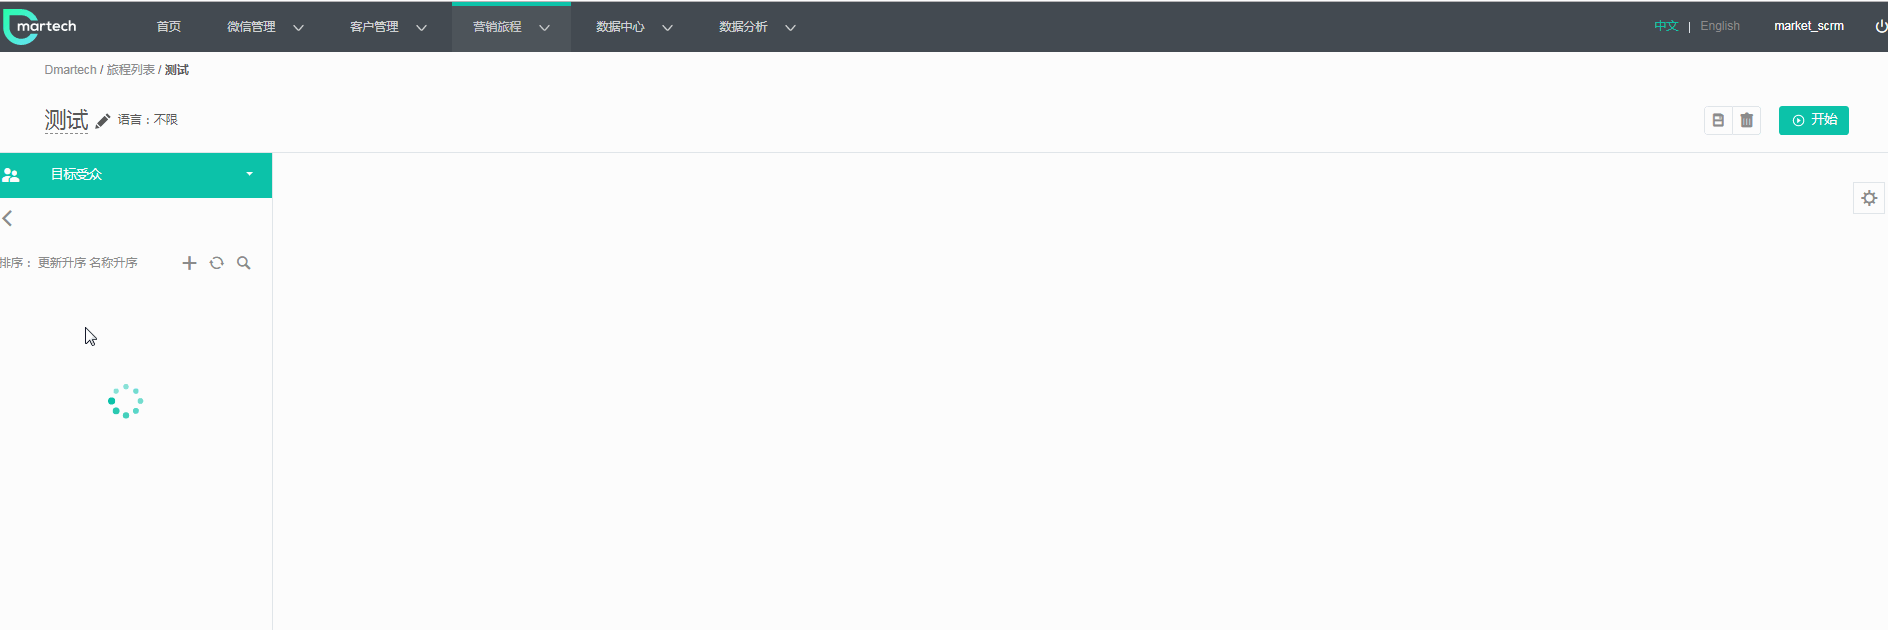 martech 首页 微信管理 客户管理 营销旅程 数据中心 数据分析 中文 | English market_scrm
Dmartech / 旅程列表 / 测试
测试 语言：不限 开始
目标受众
排序： 更新升序 名称升序